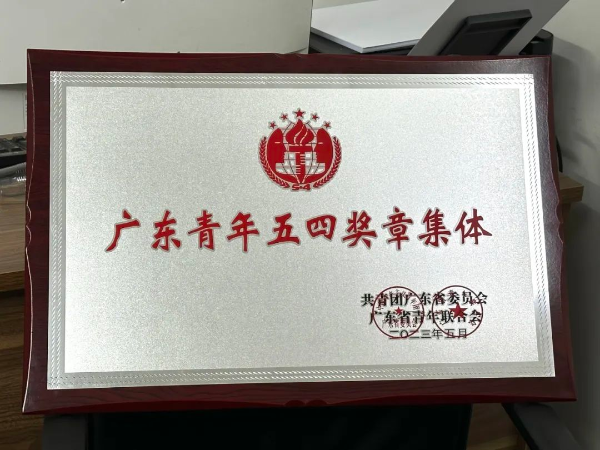 广东青年五四奖章集体
共青团广东省委员会
广东省青年联合会
二〇二三年五月